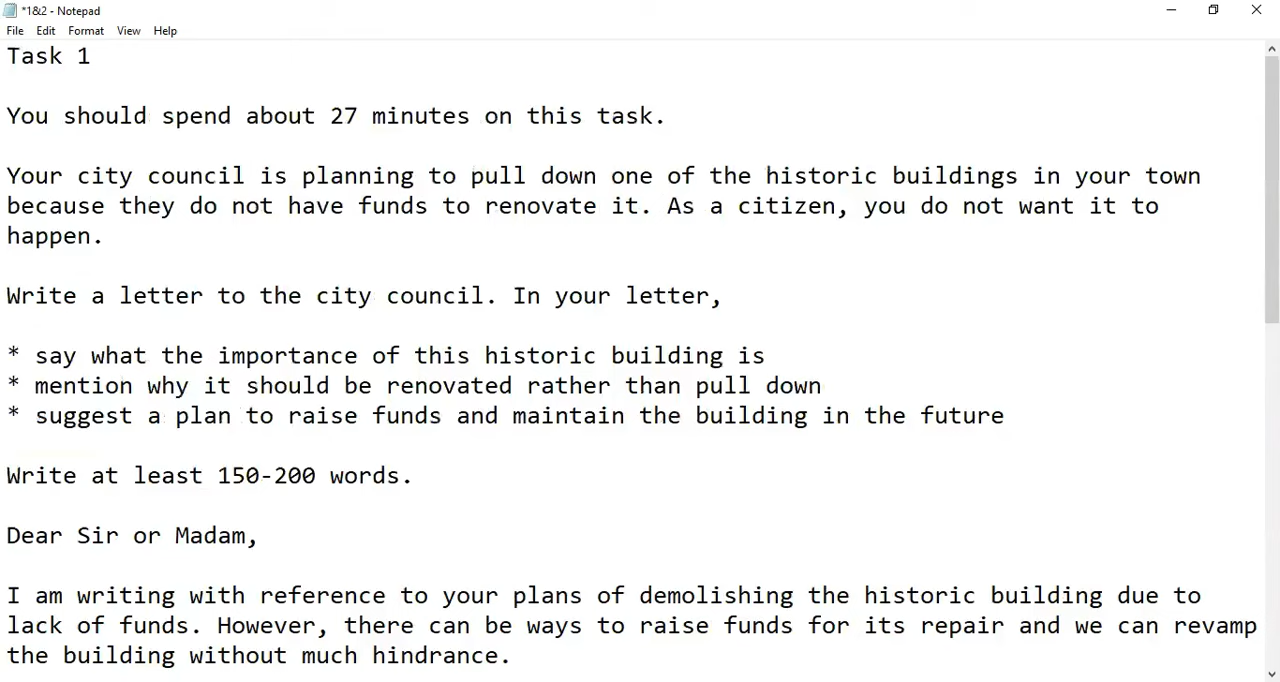 *1&2 - Notepad
File Edit Format View Help
Task 1
You should spend about 27 minutes on this task.
Your city council is planning to pull down one of the historic buildings in your town
because they do not have funds to renovate it. As a citizen, you do not want it to
happen.
Write a letter to the city council. In your letter,
* say what the importance of this historic building is
* mention why it should be renovated rather than pull down
* suggest a plan to raise funds and maintain the building in the future
Write at least 150-200 words.
Dear Sir or Madam,
I am writing with reference to your plans of demolishing the historic building due to
lack of funds. However, there can be ways to raise funds for its repair and we can revamp
the building without much hindrance.